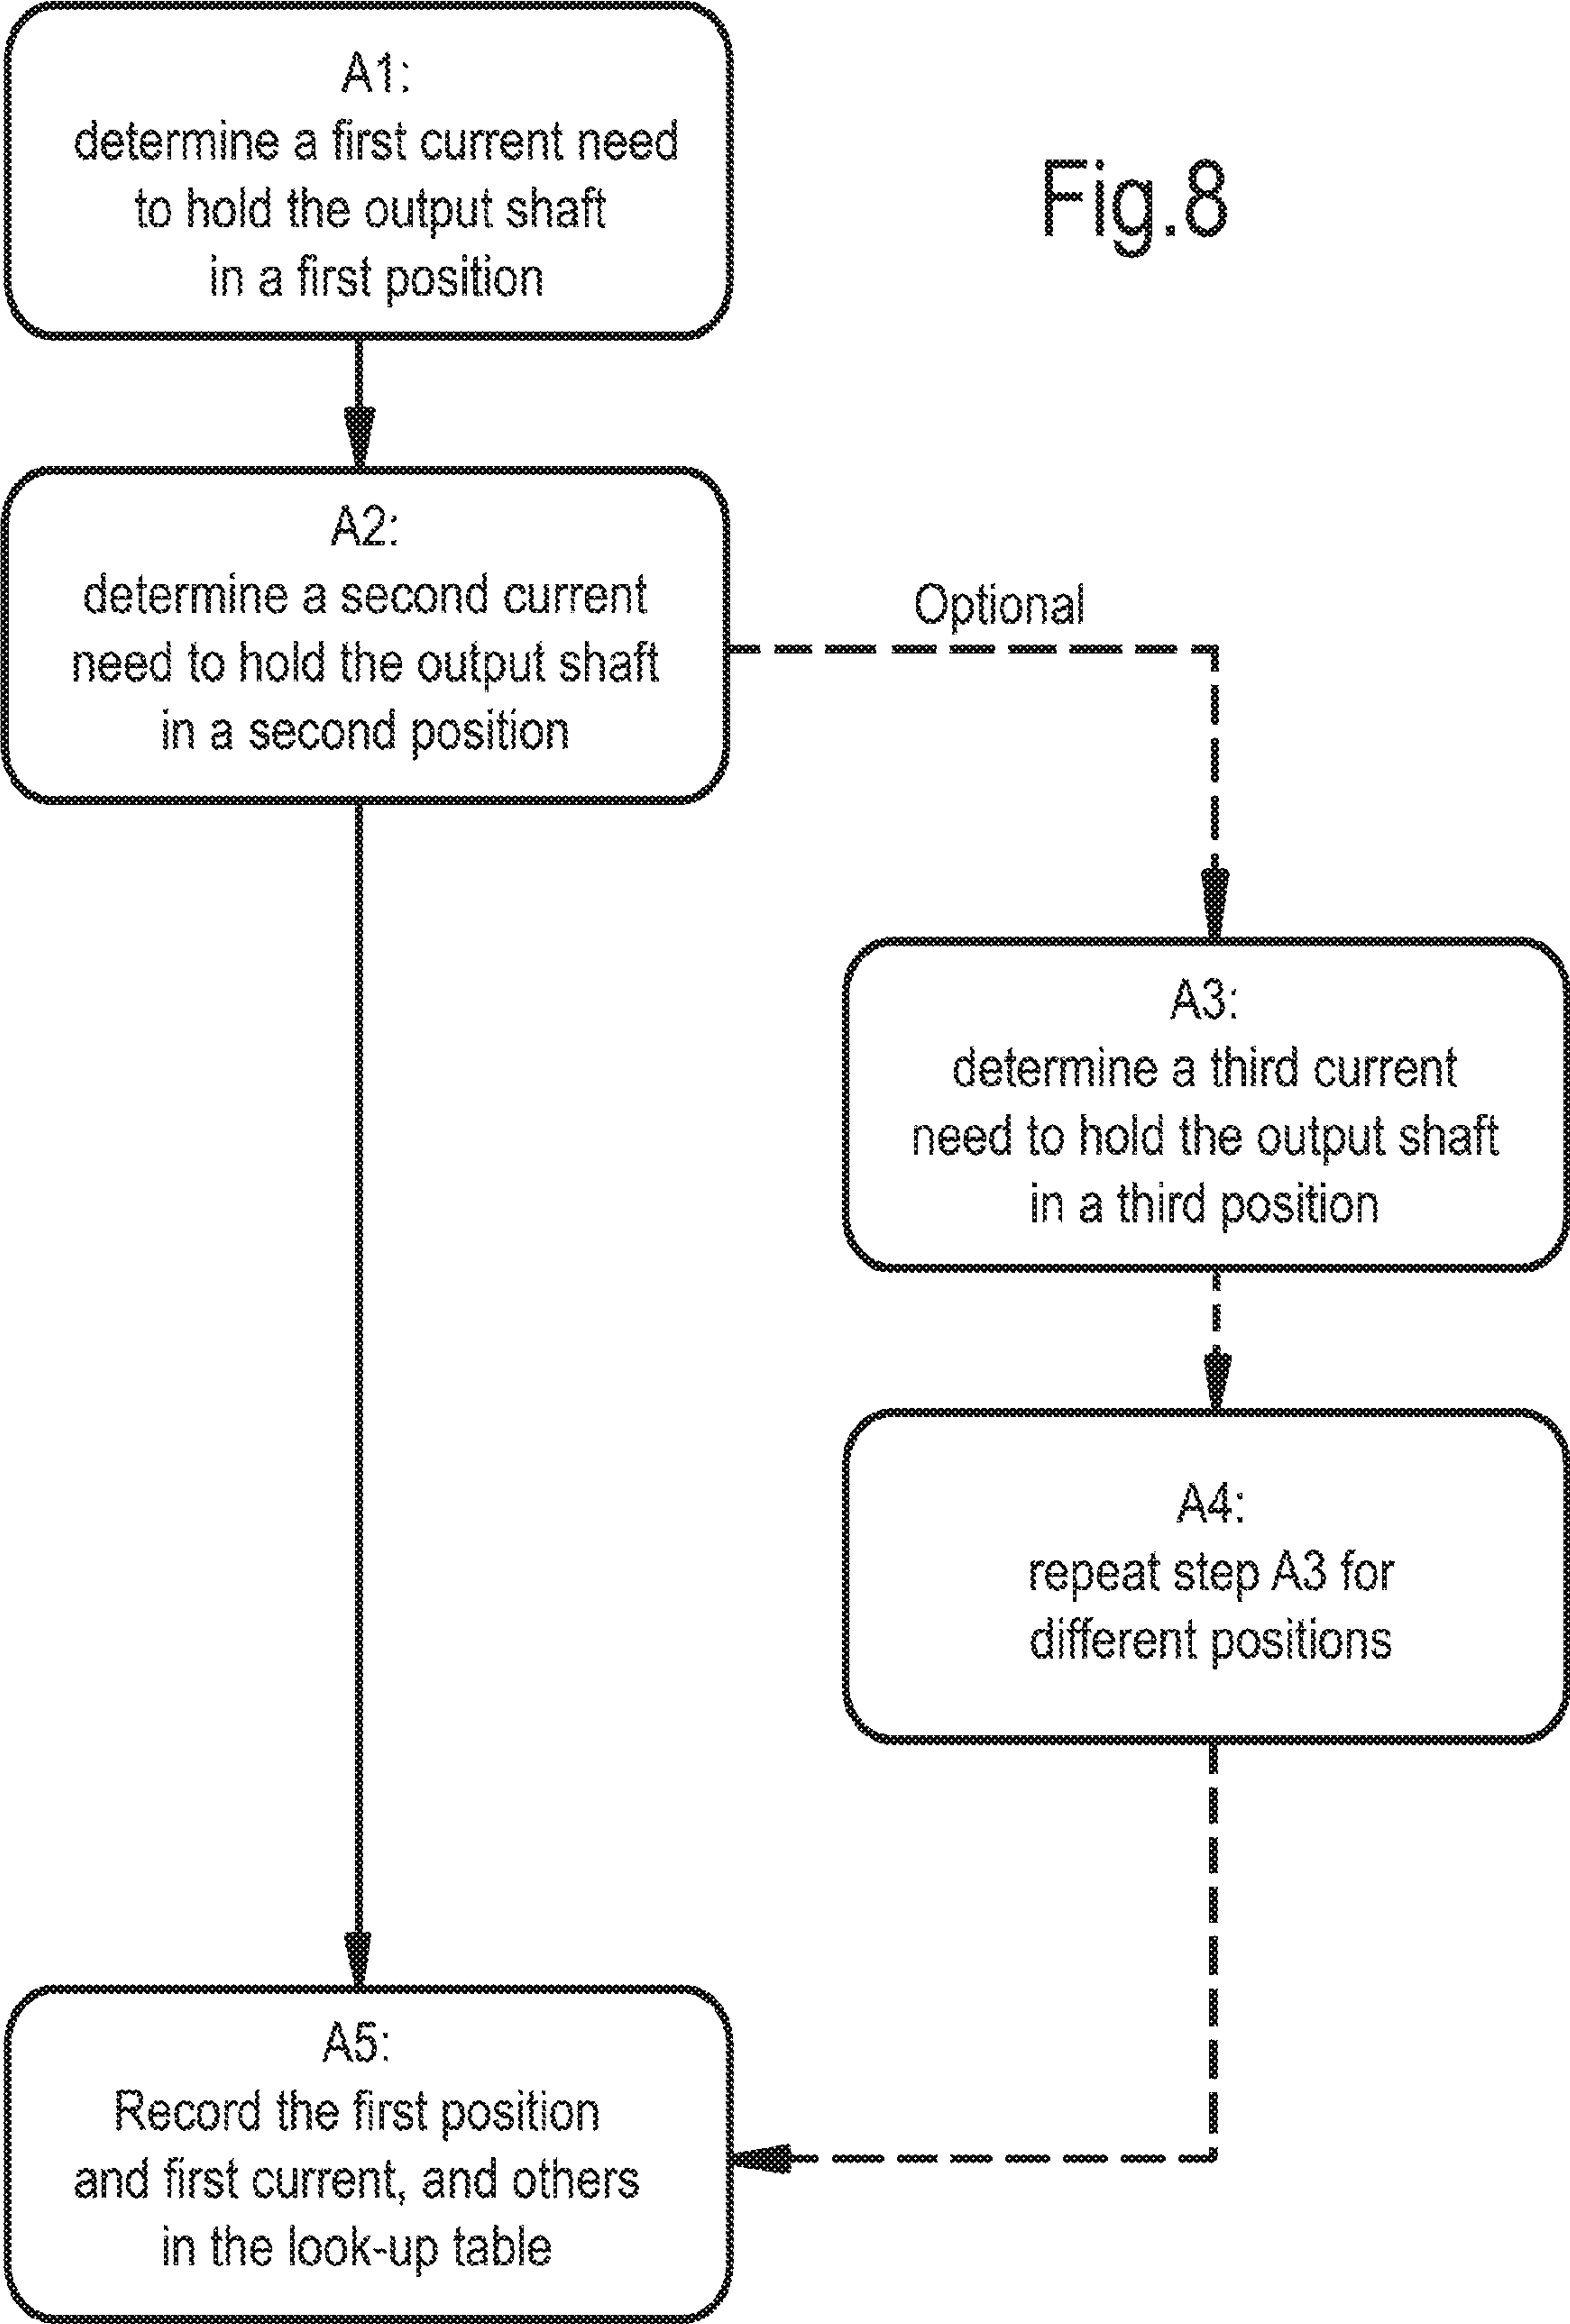 A1:
determine a first current need
to hold the output shaft
in a first position
Fig.8
A2:
determine a second current
need to hold the output shaft
in a second position
Optional
A3:
determine a third current
need to hold the output shaft
in a third position
A4:
repeat step A3 for
different positions
A5:
Record the first position
and first current, and others
in the look-up table